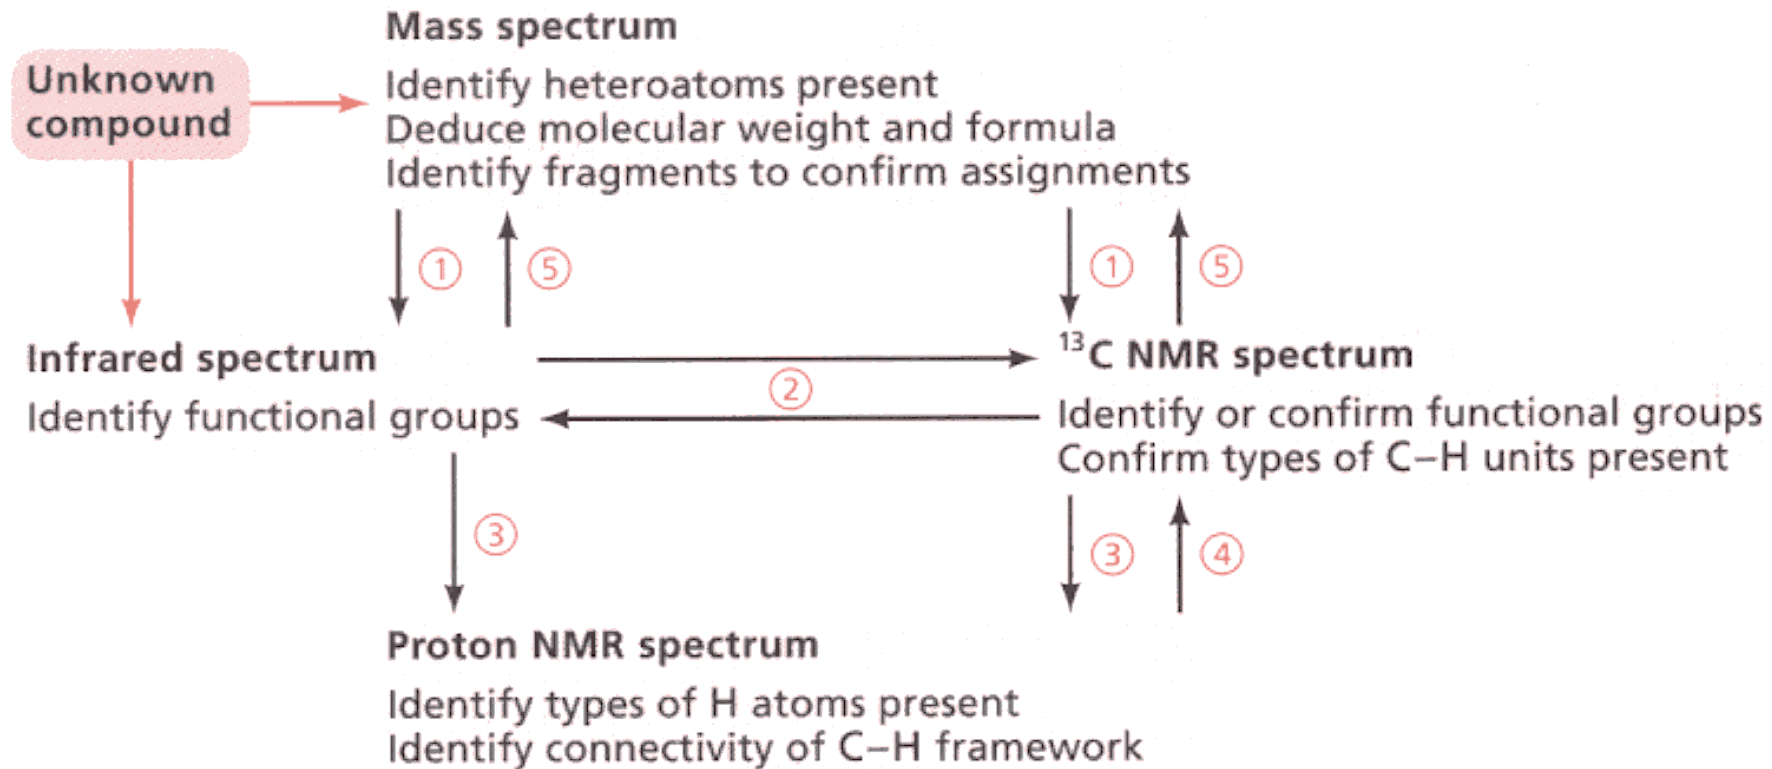 Mass spectrum
Unknown
compound
Identify heteroatoms present
Deduce molecular weight and formula
Identify fragments to confirm assignments
① ⑤ ① ⑤
Infrared spectrum
¹³C NMR spectrum
②
Identify functional groups
Identify or confirm functional groups
Confirm types of C–H units present
③ ③ ④
Proton NMR spectrum
Identify types of H atoms present
Identify connectivity of C–H framework